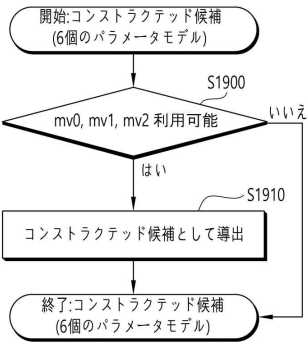 開始:コンストラクテッド候補
(6個のパラメータモデル)
S1900
mv0, mv1, mv2 利用可能
いいえ
はい
S1910
コンストラクテッド候補として導出
終了:コンストラクテッド候補
(6個のパラメータモデル)